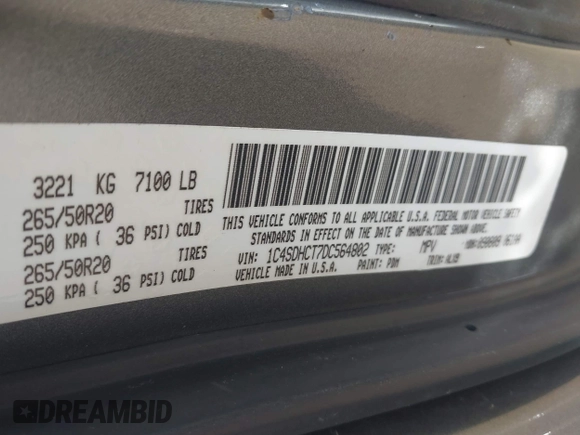 3221 KG 7100 LB
265/50R20 TIRES
250 KPA ( 36 PSI) COLD
265/50R20 TIRES
250 KPA ( 36 PSI) COLD
THIS VEHICLE CONFORMS TO ALL APPLICABLE U.S.A. FEDERAL MOTOR VEHICLE SAFETY
STANDARDS IN EFFECT ON THE DATE OF MANUFACTURE SHOWN ABOVE.
VIN: 1C4SDHCT7DC564802 TYPE: MPV
VEHICLE MADE IN U.S.A. PAINT: PDM TRIM:
DREAMBID